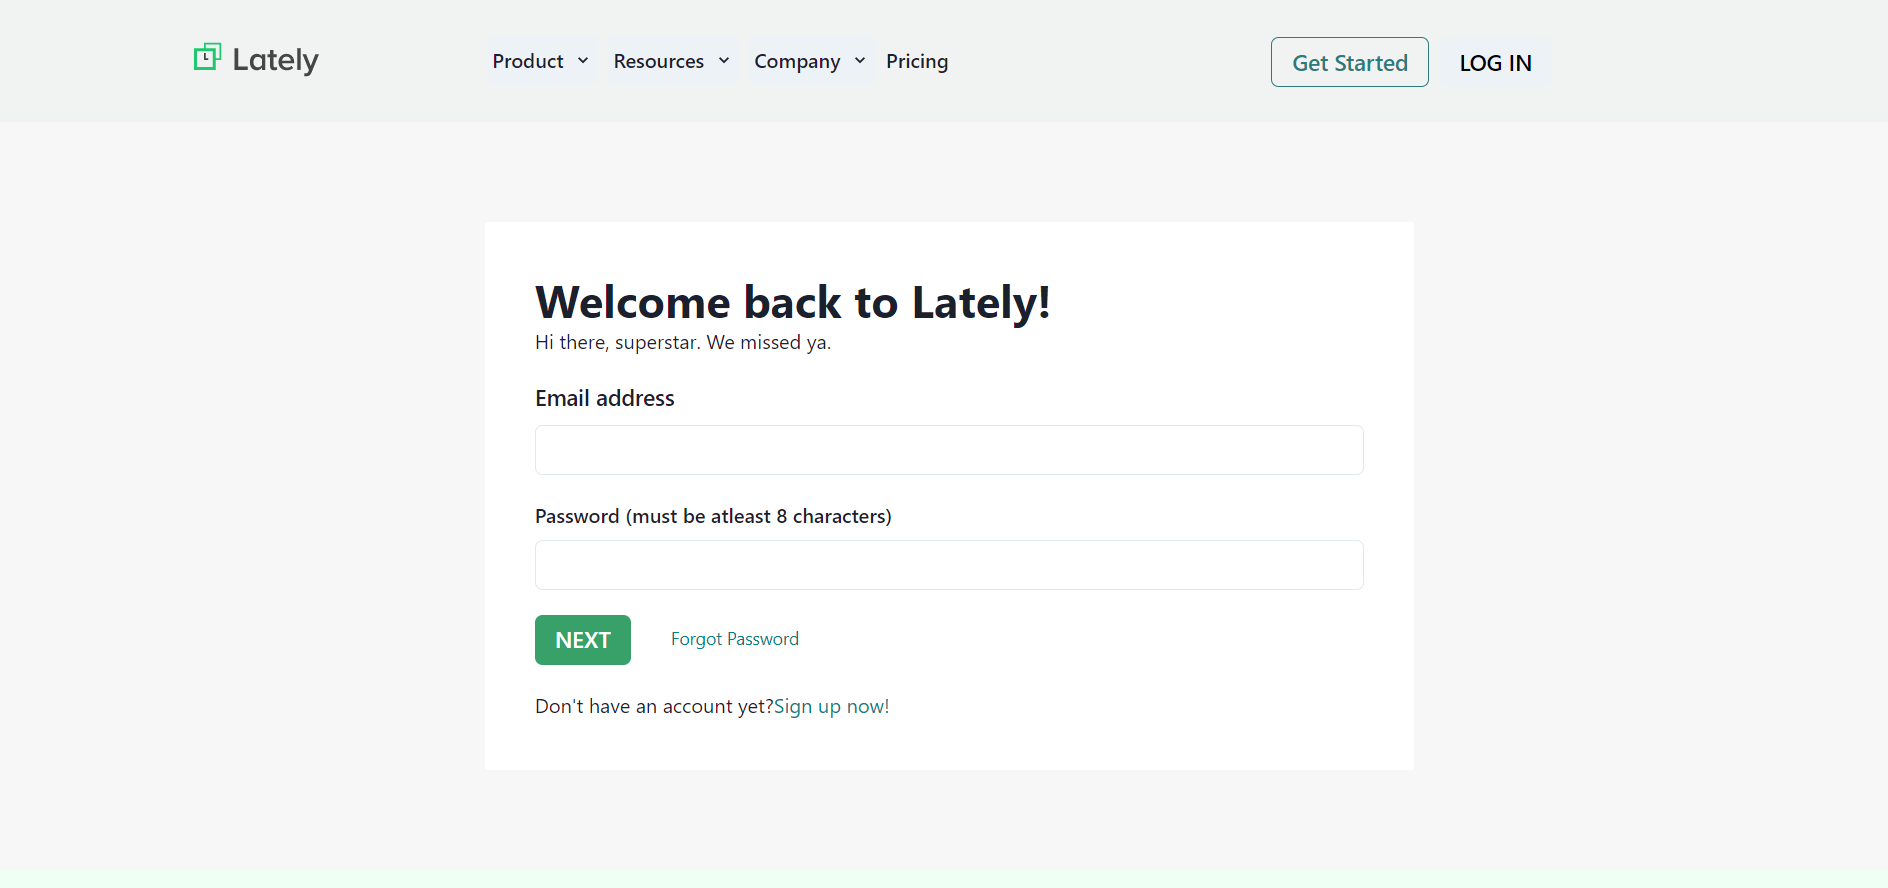 Lately
Product Resources Company Pricing
Get Started LOG IN
Welcome back to Lately!
Hi there, superstar. We missed ya.
Email address
Password (must be atleast 8 characters)
NEXT Forgot Password
Don't have an account yet?Sign up now!